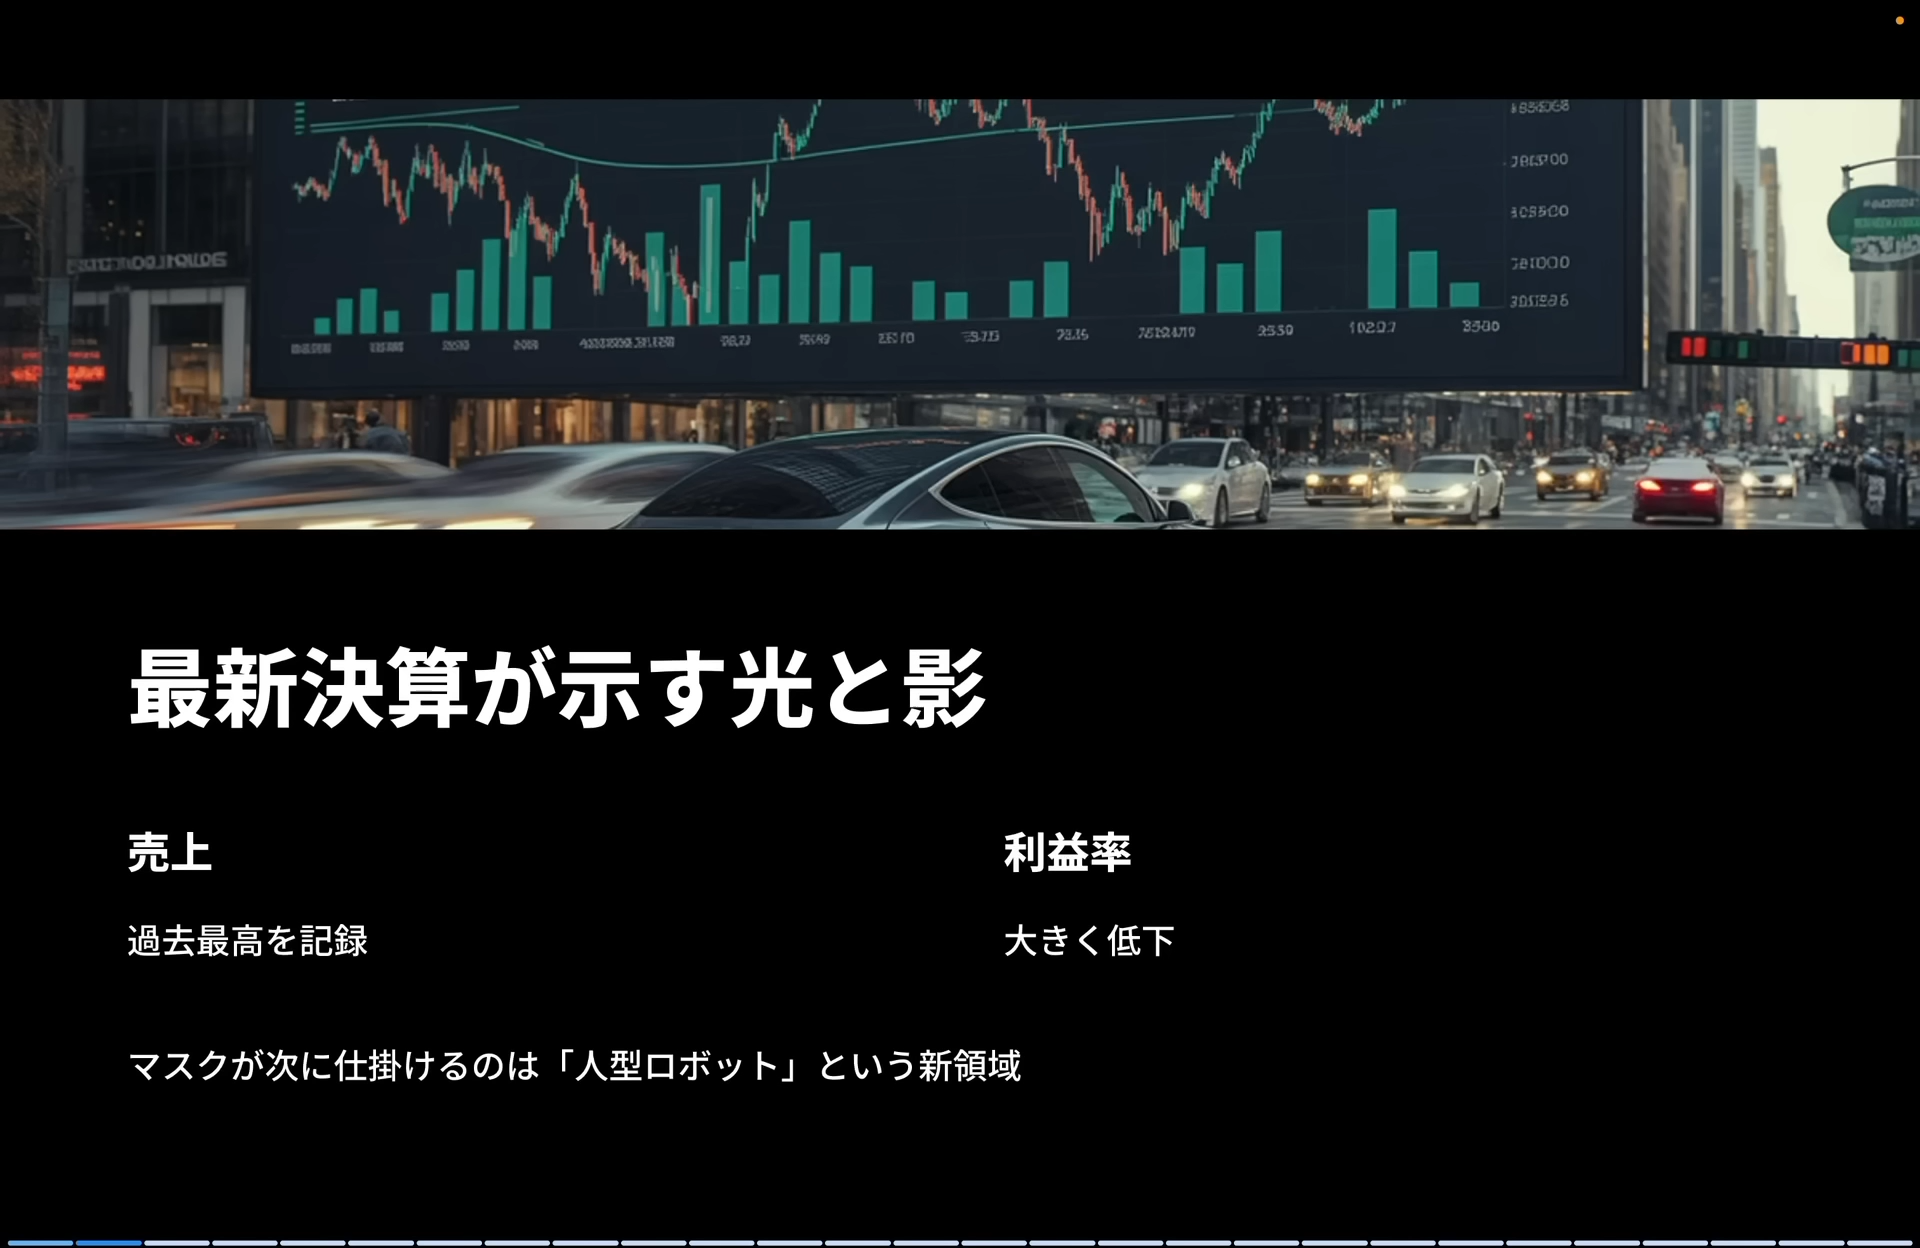 最新決算が示す光と影
売上
利益率
過去最高を記録
大きく低下
マスクが次に仕掛けるのは「人型ロボット」という新領域